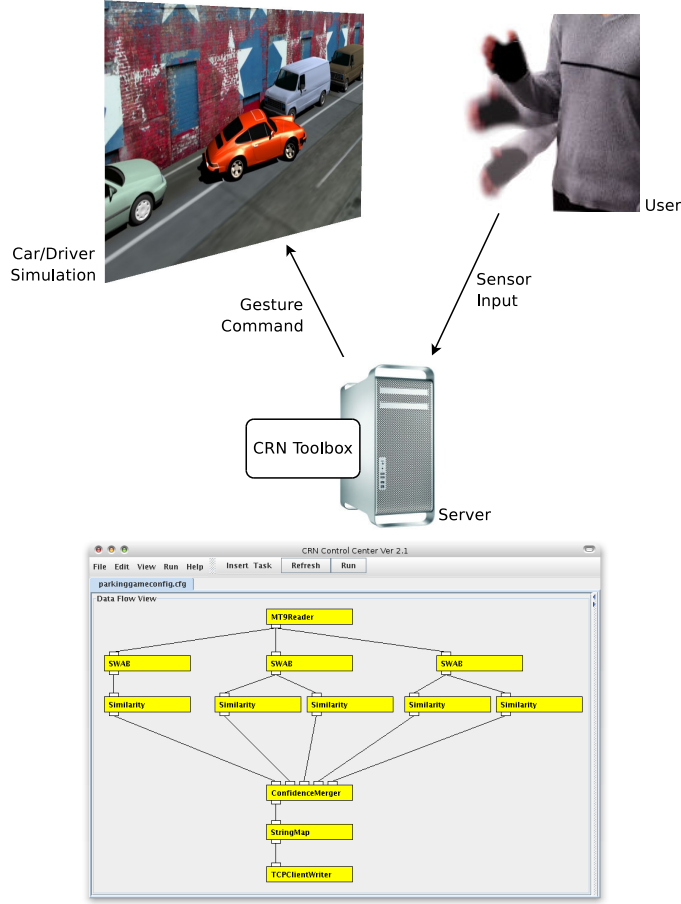 User
Car/Driver
Simulation
Sensor
Input
Gesture
Command
CRN Toolbox
Server
CRN Control Center Ver 2.1
File Edit View Run Help Insert Task Refresh Run
parkinggameconfig.cfg
Data Flow View
MT9Reader
SWAB SWAB SWAB
Similarity Similarity Similarity Similarity Similarity
ConfidenceMerger
StringMap
TCPClientWriter